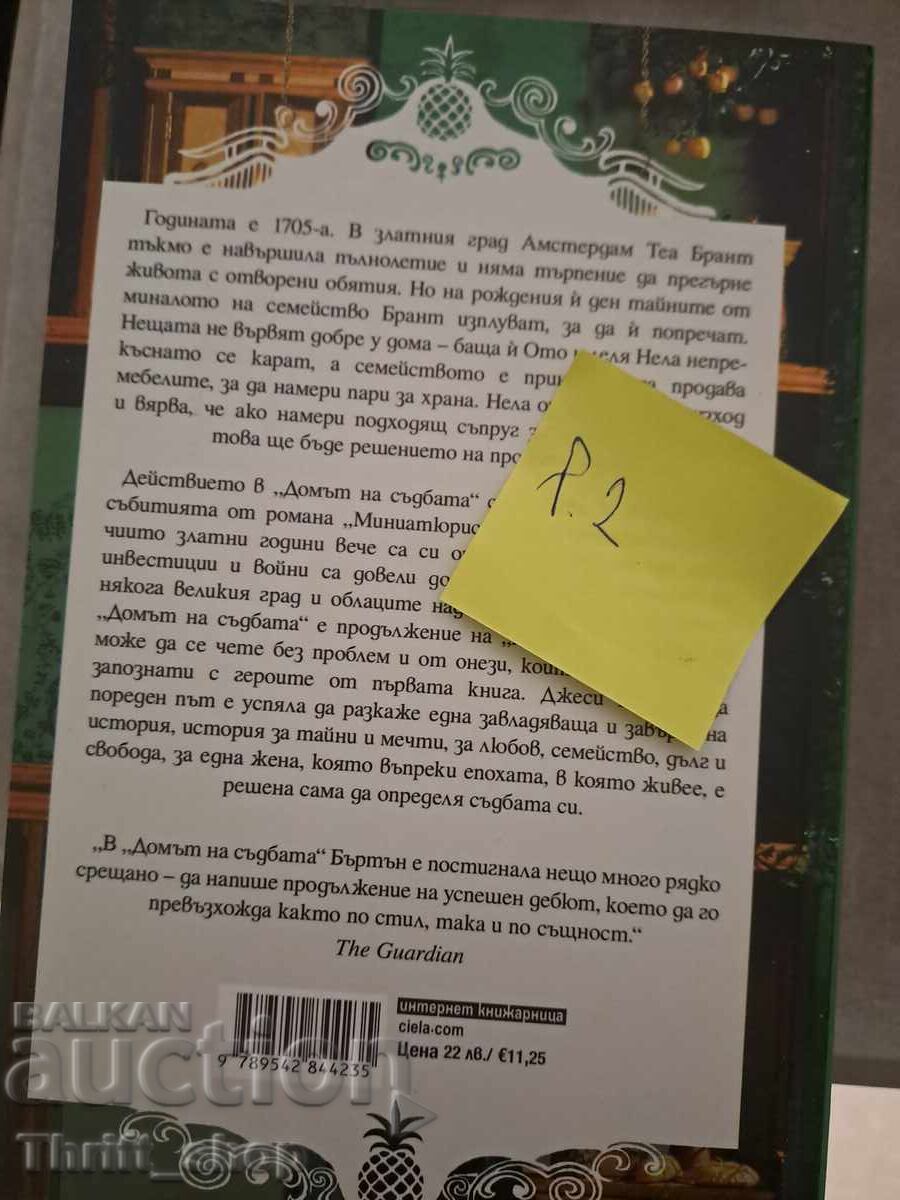 Годината е 1705-а. В златния град Амстердам Теа Брант
тъкмо е навършила пълнолетие и няма търпение да прегърне
живота с отворени обятия. Но на рождения ѝ ден тайните от
миналото на семейство Брант изплуват, за да ѝ попречат.
Нещата не вървят добре у дома – баща ѝ Ото Нела непре-
къснато се карат, а семейството е продава
мебелите, за да намери пари за храна. Нела
и вярва, че ако намери подходящ съпруг
това ще бъде решението на
Действието в „Домът на съдбата“
събитията от романа
чиито златни години вече са си
инвестиции и войни са довели
някога великия град и облаците
„Домът на съдбата“ е продължение на
може да се чете без проблем и от онези,
запознати с героите от първата книга. Джеси
пореден път е успяла да разкаже една завладяваща и
история, история за тайни и мечти, за любов, семейство, дълг и
свобода, за една жена, която въпреки епохата, в която живее, е
решена сама да определя съдбата си.
„В „Домът на съдбата“ Бъртън е постигнала нещо много рядко
срещано – да напише продължение на успешен дебют, което да го
превъзхожда както по стил, така и по същност.“
The Guardian
интернет книжарница
ciela.com
Цена 22 лв./ €11,25
9 789542 844235
BALKAN
auction
Thrift_shop